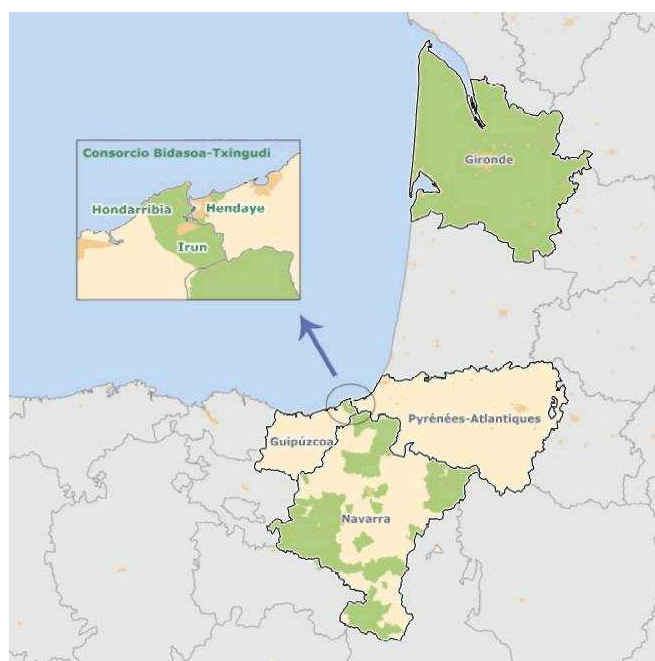 Gironde
Consorcio Bidasoa-Txingudi
Hondarribia
Hendaye
Irun
Pyrénées-Atlantiques
Guipúzcoa
Navarra